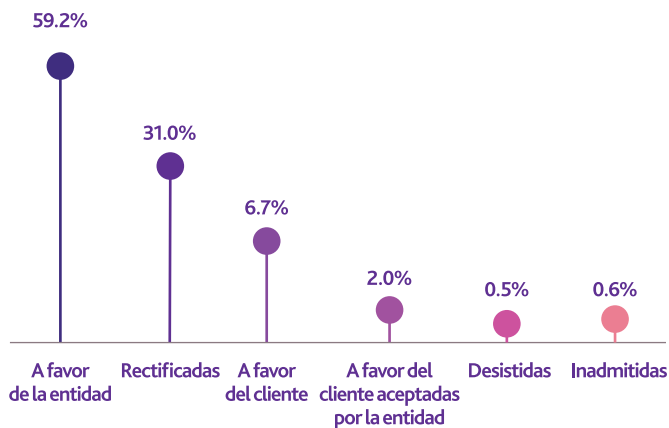 59.2%
31.0%
6.7%
2.0%
0.5%
0.6%
A favor
de la entidad
Rectificadas
A favor
del cliente
A favor del
cliente aceptadas
por la entidad
Desistidas
Inadmitidas